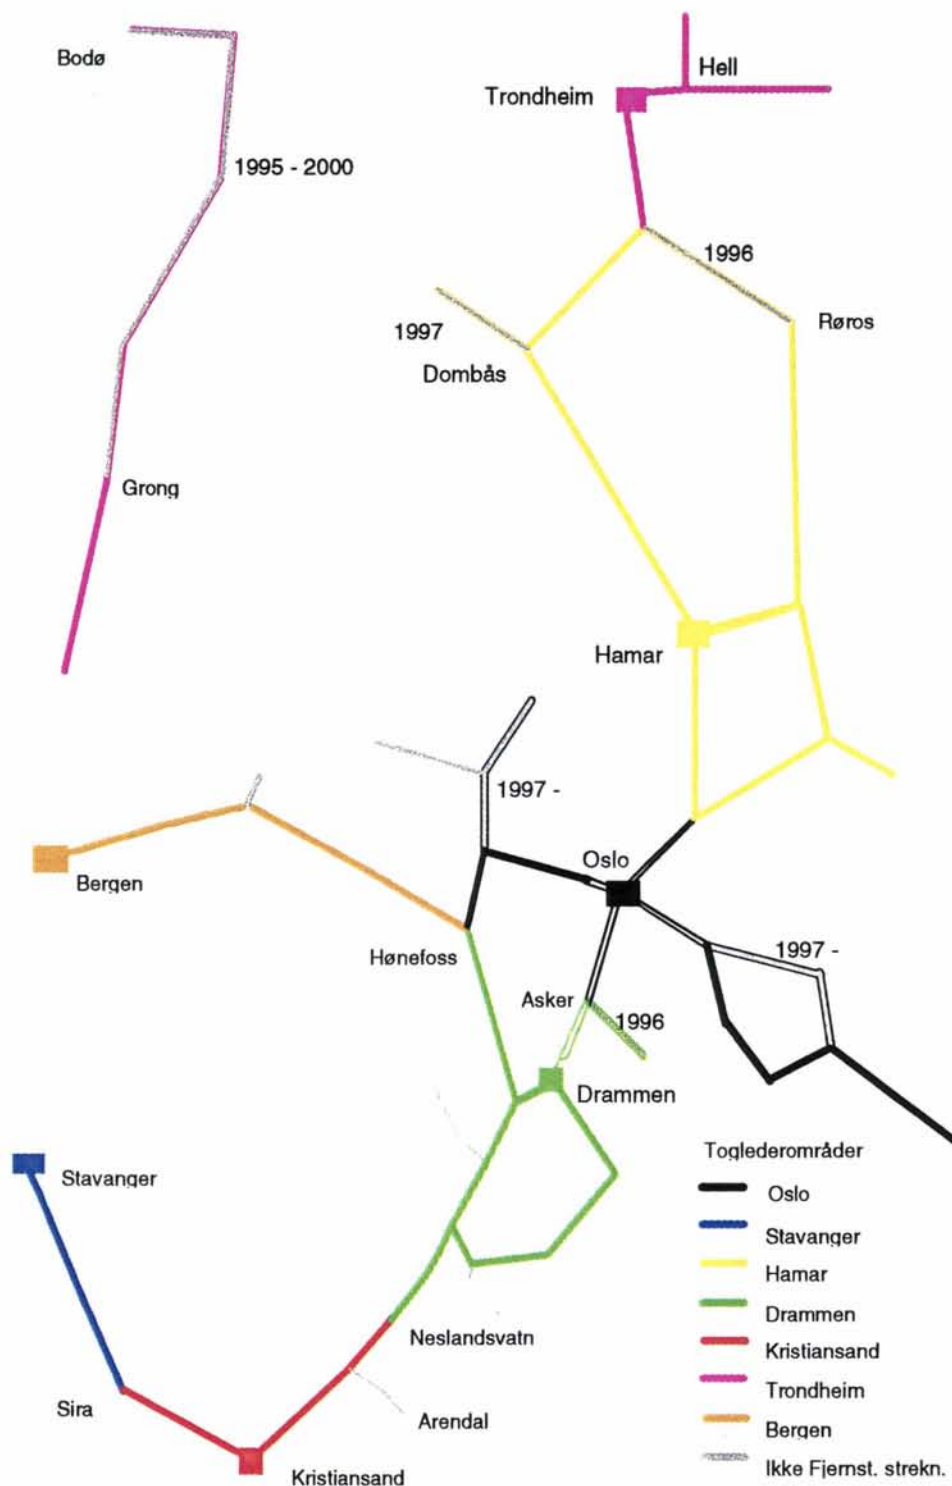 Bodø
Hell
Trondheim
1995 - 2000
1996
Røros
1997
Dombås
Grong
Hamar
1997 -
Oslo
Bergen
Hønefoss
1997 -
Asker
1996
Drammen
Toglederområder
Stavanger
Oslo
Stavanger
Hamar
Drammen
Neslandsvatn
Kristiansand
Trondheim
Sira
Arendal
Bergen
Kristiansand
Ikke Fjernst. strekn.